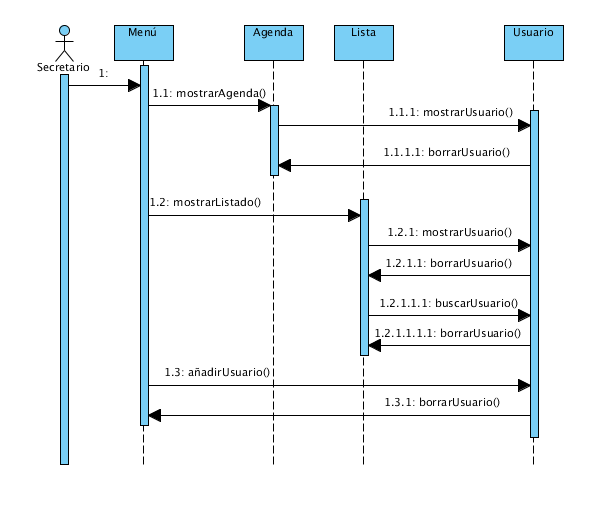 Menú
Agenda
Lista
Usuario
Secretario
1:
1.1: mostrarAgenda()
1.1.1: mostrarUsuario()
1.1.1.1: borrarUsuario()
1.2: mostrarListado()
1.2.1: mostrarUsuario()
1.2.1.1: borrarUsuario()
1.2.1.1.1: buscarUsuario()
1.2.1.1.1.1: borrarUsuario()
1.3: añadirUsuario()
1.3.1: borrarUsuario()